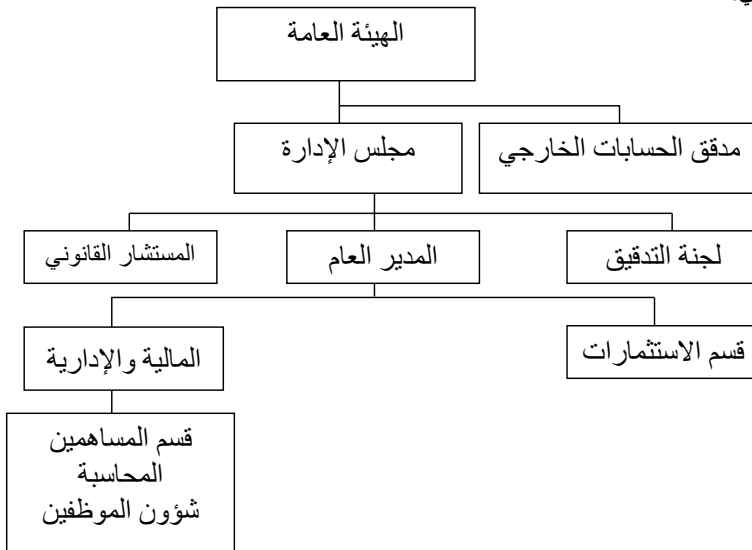 الهيئة العامة
مدقق الحسابات الخارجي
مجلس الإدارة
لجنة التدقيق
المدير العام
المستشار القانوني
قسم الاستثمارات
المالية والإدارية
قسم المساهمين
المحاسبة
شؤون الموظفين